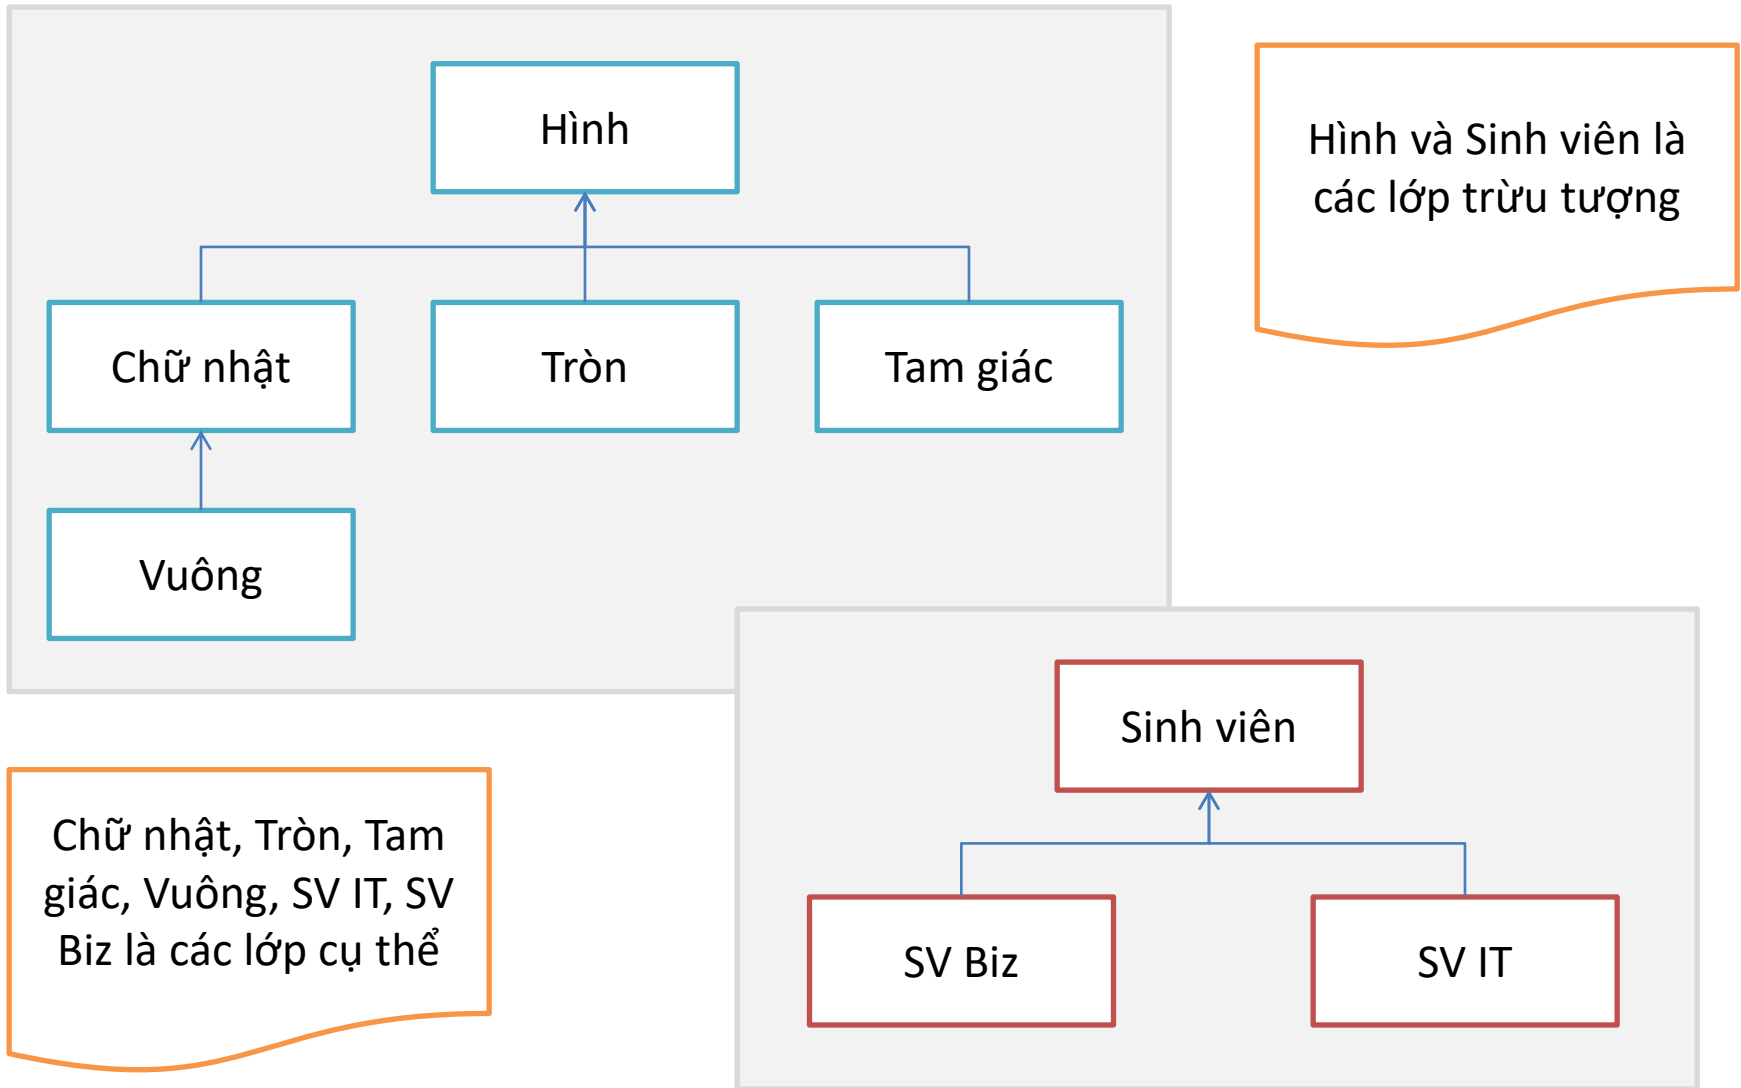 Hình
Hình và Sinh viên là
các lớp trừu tượng
Chữ nhật
Tròn
Tam giác
Vuông
Sinh viên
Chữ nhật, Tròn, Tam
giác, Vuông, SV IT, SV
Biz là các lớp cụ thể
SV Biz
SV IT